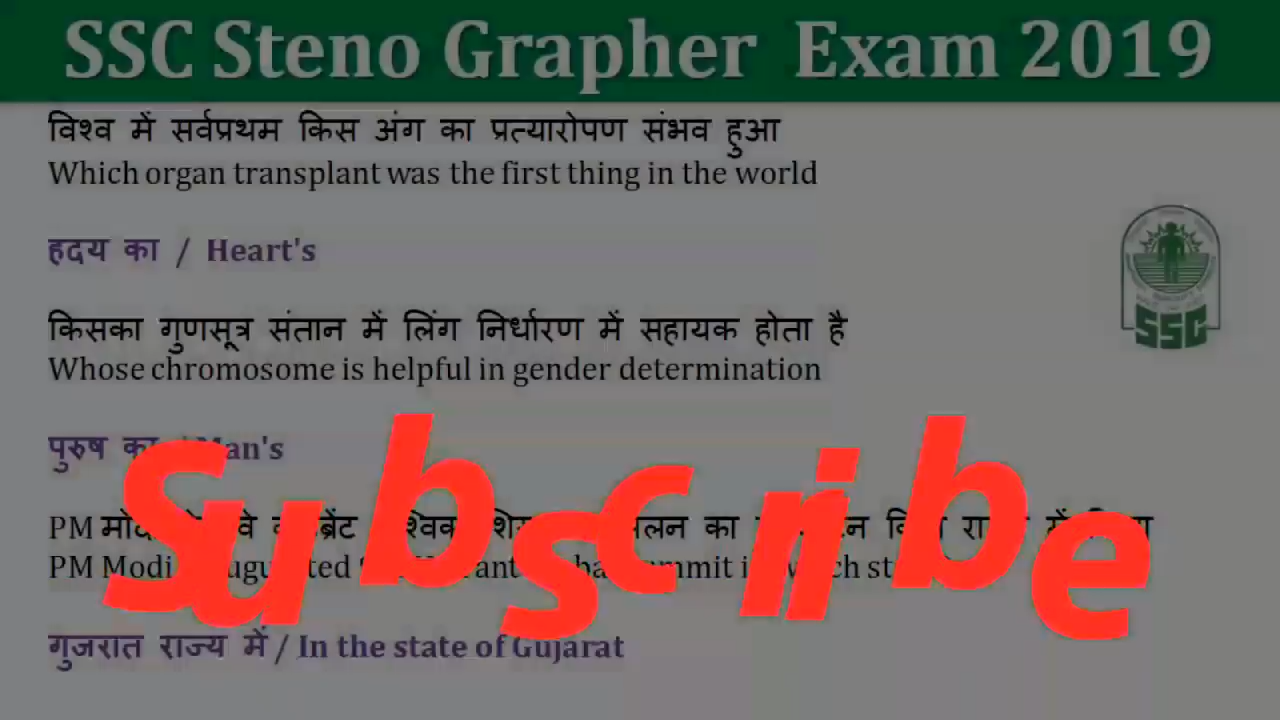 SSC Steno Grapher Exam 2019
विश्व में सर्वप्रथम किस अंग का प्रत्यारोपण संभव हुआ
Which organ transplant was the first thing in the world
हदय का / Heart's
किसका गुणसूत्र संतान में लिंग निर्धारण में सहायक होता है
Whose chromosome is helpful in gender determination
SSC
पुरुष का / Man's
PM का
PM Modi
Subscribe
गुजरात राज्य में / In the state of Gujarat